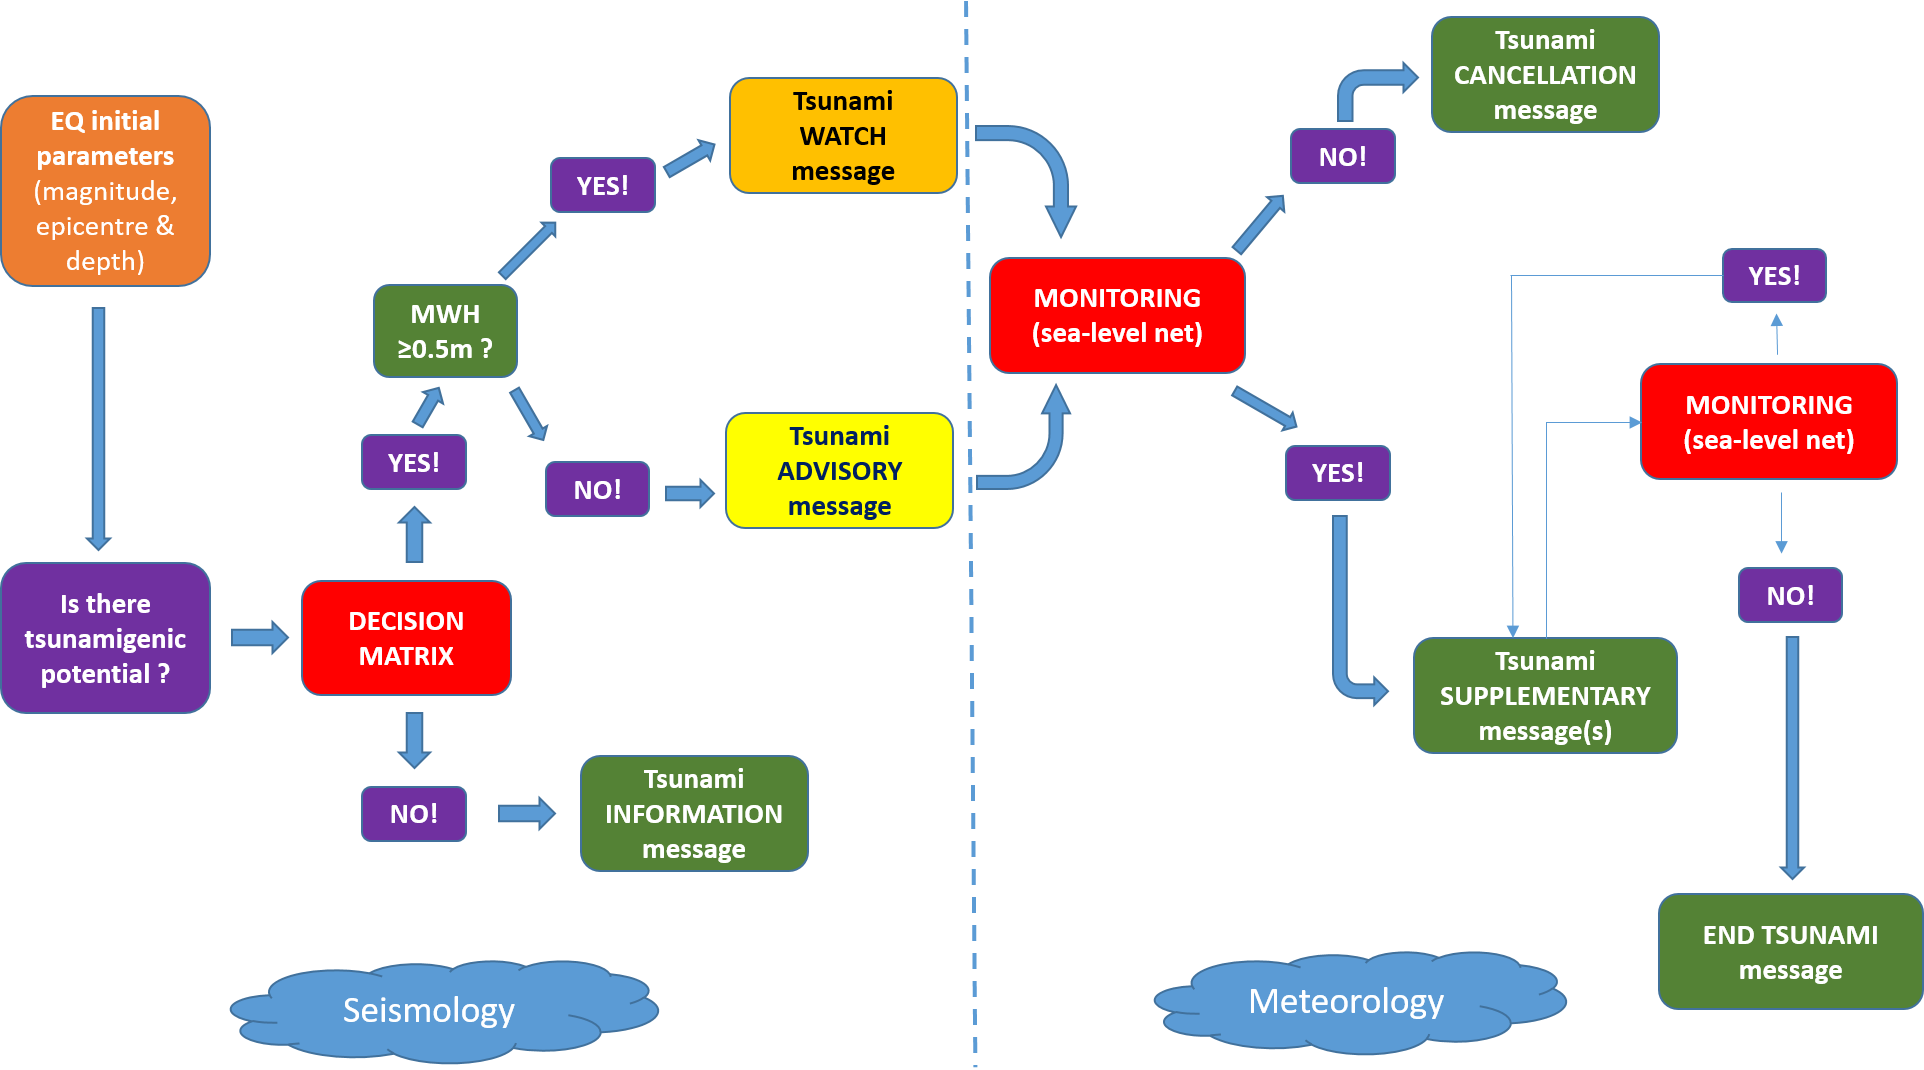 EQ initial
parameters
(magnitude,
epicentre &
depth)
Is there
tsunamigenic
potential ?
DECISION
MATRIX
YES!
NO!
Tsunami
INFORMATION
message
MWH
≥0.5m ?
YES!
NO!
Tsunami
WATCH
message
Tsunami
ADVISORY
message
Seismology
MONITORING
(sea-level net)
NO!
Tsunami
CANCELLATION
message
YES!
Tsunami
SUPPLEMENTARY
message(s)
MONITORING
(sea-level net)
YES!
NO!
END TSUNAMI
message
Meteorology